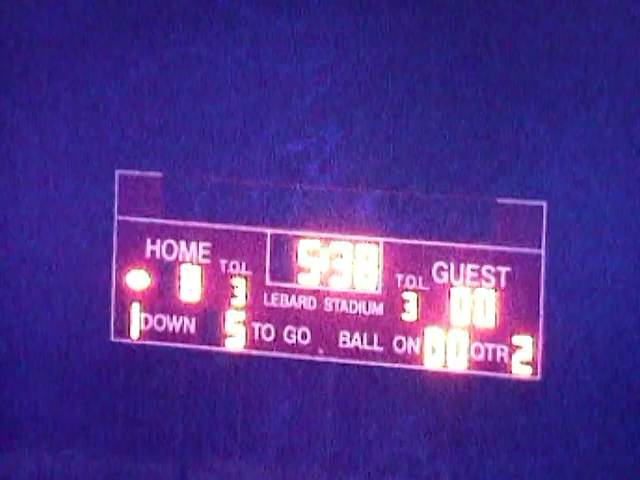 HOME 8 T.O.L 3 5:38 T.O.L 3 GUEST 00
LEBARD STADIUM
1 DOWN 5 TO GO BALL ON 00 QTR 2